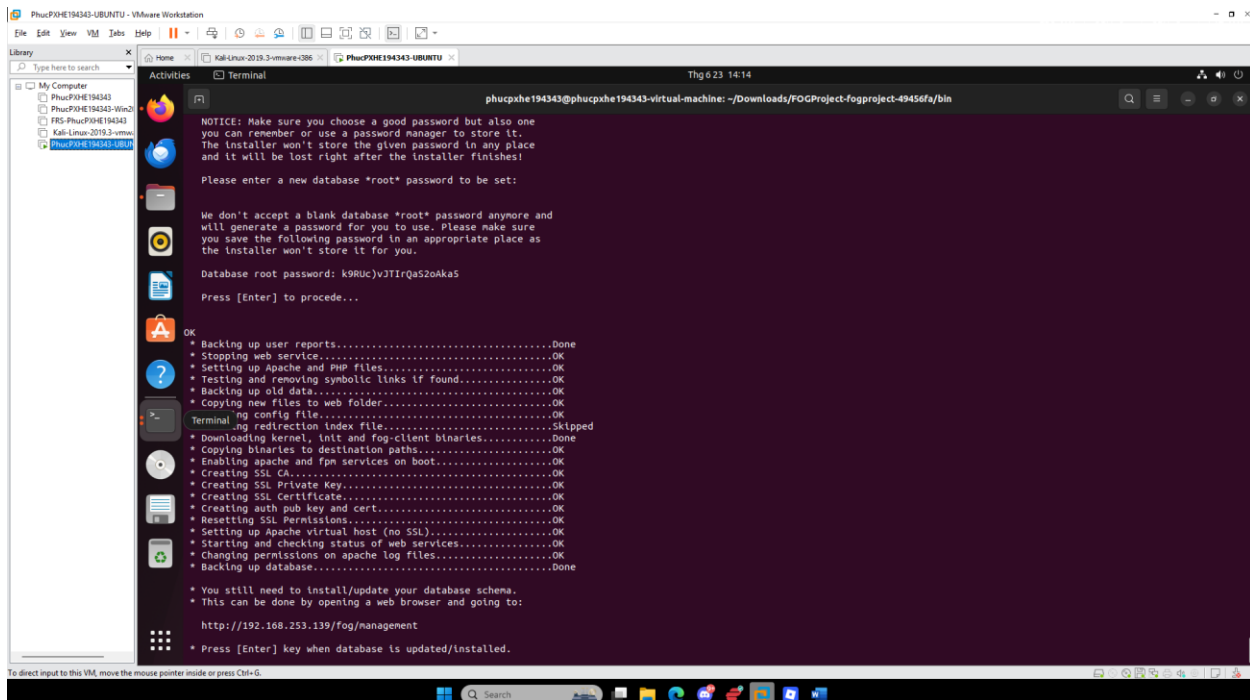 PhucPXHE194343-UBUNTU - VMware Workstation
File Edit View VM Tabs Help
Library
Type here to search
My Computer
PhucPXHE194343
PhucPXHE194343-Win2
FRS-PhucPXHE194343
Kali-Linux-2019.3-vmw
PhucPXHE194343-UBUN
Home Kali-Linux-2019.3-vmware-i386 PhucPXHE194343-UBUNTU
Activities Terminal Thg 6 23 14:14
phucpxhe194343@phucpxhe194343-virtual-machine: ~/Downloads/FOGProject-fogproject-49456fa/bin
NOTICE: Make sure you choose a good password but also one
you can remember or use a password manager to store it.
The installer won't store the given password in any place
and it will be lost right after the installer finishes!
Please enter a new database *root* password to be set:
We don't accept a blank database *root* password anymore and
will generate a password for you to use. Please make sure
you save the following password in an appropriate place as
the installer won't store it for you.
Database root password: k9RUc)vJTIrQaS2oAka5
Press [Enter] to procede...
OK
* Backing up user reports....................................Done
* Stopping web service.......................................OK
* Setting up Apache and PHP files............................OK
* Testing and removing symbolic links if found...............OK
* Backing up old data........................................OK
* Copying new files to web folder............................OK
ng config file.......................................OK
Terminal
ng redirection index file............................Skipped
* Downloading kernel, init and fog-client binaries...........Done
* Copying binaries to destination paths......................OK
* Enabling apache and fpm services on boot...................OK
* Creating SSL CA............................................OK
* Creating SSL Private Key...................................OK
* Creating SSL Certificate...................................OK
* Creating auth pub key and cert.............................OK
* Resetting SSL Permissions..................................OK
* Setting up Apache virtual host (no SSL)....................OK
* Starting and checking status of web services...............OK
* Changing permissions on apache log files...................OK
* Backing up database........................................Done
* You still need to install/update your database schema.
* This can be done by opening a web browser and going to:
http://192.168.253.139/fog/management
* Press [Enter] key when database is updated/installed.
To direct input to this VM, move the mouse pointer inside or press Ctrl+G.
Search